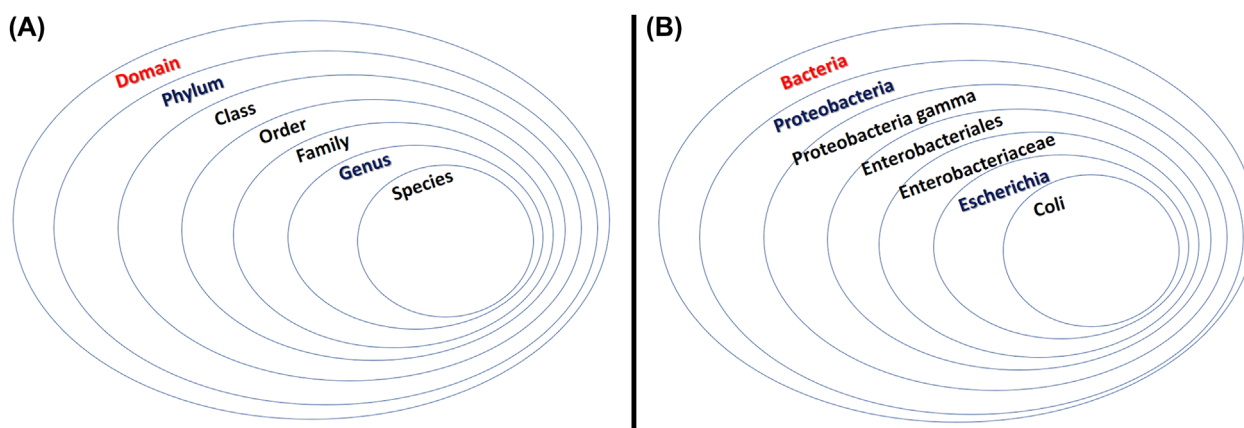 (A)
Domain
Phylum
Class
Order
Family
Genus
Species
(B)
Bacteria
Proteobacteria
Proteobacteria gamma
Enterobacteriales
Enterobacteriaceae
Escherichia
Coli